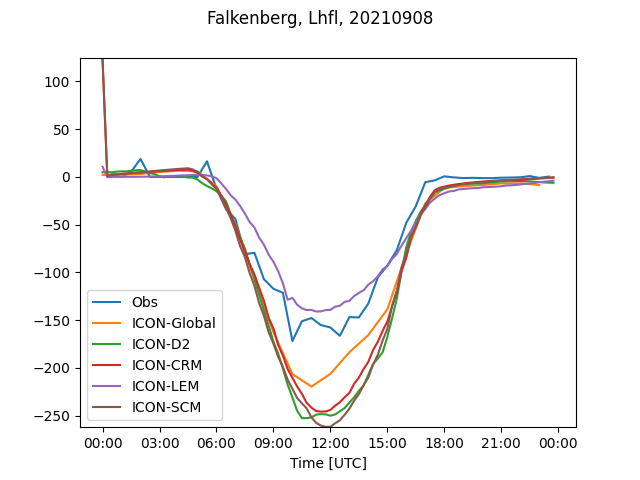 Falkenberg, Lhfl, 20210908
100
50
0
−50
−100
−150
−200
−250
Obs
ICON-Global
ICON-D2
ICON-CRM
ICON-LEM
ICON-SCM
00:00 03:00 06:00 09:00 12:00 15:00 18:00 21:00 00:00
Time [UTC]